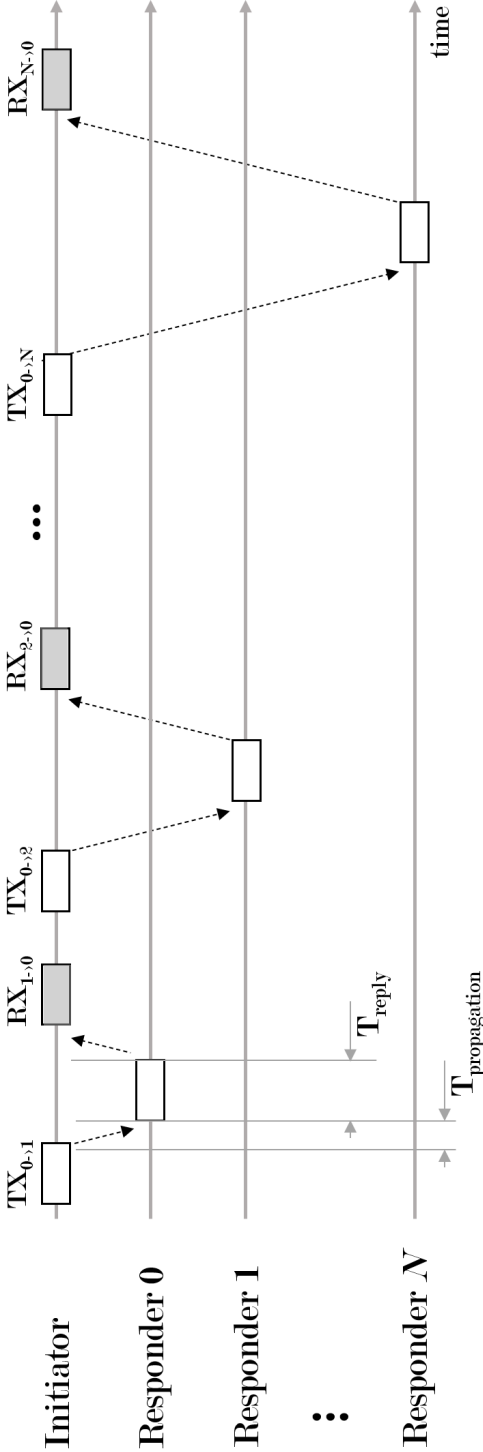 TX0->1 RX1->0 TX0->2 RX2->0 ... TX0->N RXN->0
Initiator
Responder 0
Responder 1
...
Responder N
Treply
Tpropagation
time